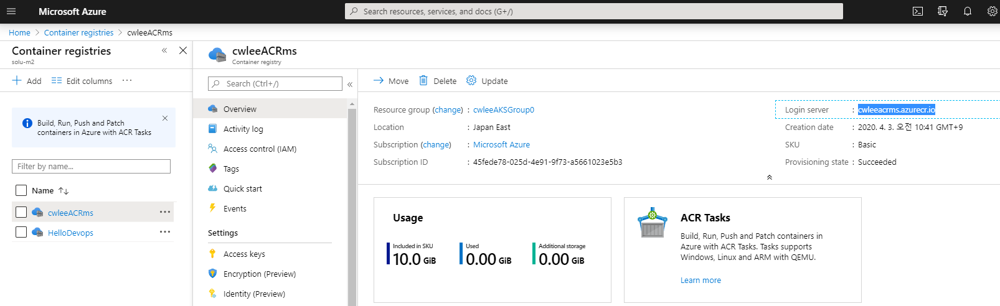 Microsoft Azure
Search resources, services, and docs (G+/)
Home > Container registries > cwleeACRms
Container registries
solu-m2
Add
Edit columns
Build, Run, Push and Patch
containers in Azure with ACR Tasks
Filter by name...
Name
cwleeACRms
HelloDevops
cwleeACRms
Container registry
Search (Ctrl+/)
Overview
Activity log
Access control (IAM)
Tags
Quick start
Events
Settings
Access keys
Encryption (Preview)
Identity (Preview)
Move
Delete
Update
Resource group (change) : cwleeAKSGroup0
Location : Japan East
Subscription (change) : Microsoft Azure
Subscription ID : 45fede78-025d-4e91-9f73-a5661023e5b3
Login server : cwleeacrms.azurecr.io
Creation date : 2020. 4. 3. 오전 10:41 GMT+9
SKU : Basic
Provisioning state : Succeeded
Usage
Included in SKU
10.0 GiB
Used
0.00 GiB
Additional storage
0.00 GiB
ACR Tasks
Build, Run, Push and Patch containers in
Azure with ACR Tasks. Tasks supports
Windows, Linux and ARM with QEMU.
Learn more